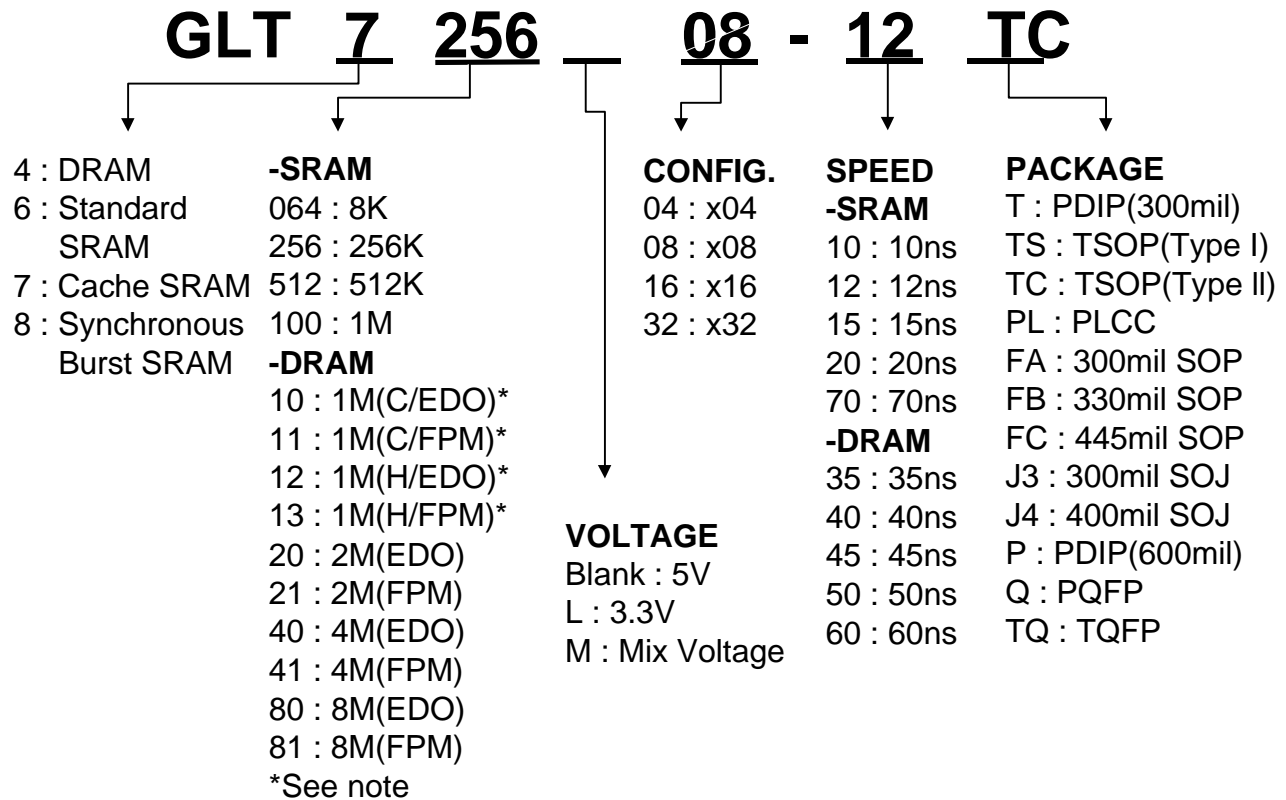 GLT 7 256 08 - 12 TC
4 : DRAM
6 : Standard
SRAM
7 : Cache SRAM
8 : Synchronous
Burst SRAM
-SRAM
064 : 8K
256 : 256K
512 : 512K
100 : 1M
-DRAM
10 : 1M(C/EDO)*
11 : 1M(C/FPM)*
12 : 1M(H/EDO)*
13 : 1M(H/FPM)*
20 : 2M(EDO)
21 : 2M(FPM)
40 : 4M(EDO)
41 : 4M(FPM)
80 : 8M(EDO)
81 : 8M(FPM)
*See note
VOLTAGE
Blank : 5V
L : 3.3V
M : Mix Voltage
CONFIG.
04 : x04
08 : x08
16 : x16
32 : x32
SPEED
-SRAM
10 : 10ns
12 : 12ns
15 : 15ns
20 : 20ns
70 : 70ns
-DRAM
35 : 35ns
40 : 40ns
45 : 45ns
50 : 50ns
60 : 60ns
PACKAGE
T : PDIP(300mil)
TS : TSOP(Type I)
TC : TSOP(Type ll)
PL : PLCC
FA : 300mil SOP
FB : 330mil SOP
FC : 445mil SOP
J3 : 300mil SOJ
J4 : 400mil SOJ
P : PDIP(600mil)
Q : PQFP
TQ : TQFP